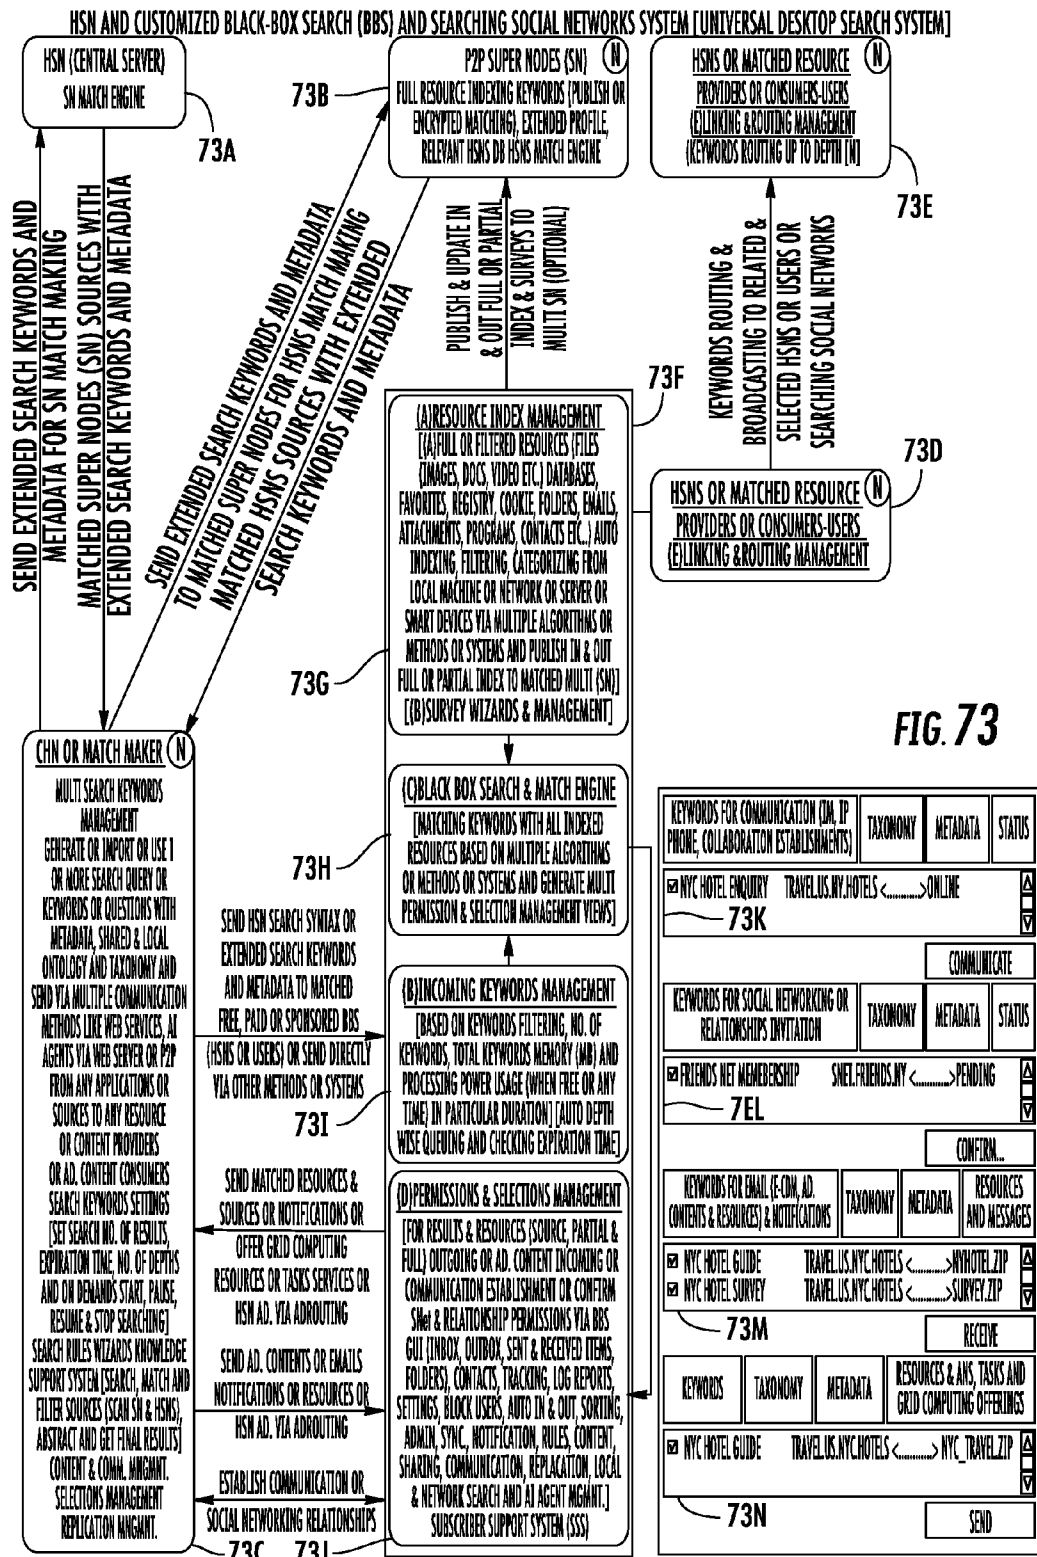 HSN AND CUSTOMIZED BLACK-BOX SEARCH (BBS) AND SEARCHING SOCIAL NETWORKS SYSTEM [UNIVERSAL DESKTOP SEARCH SYSTEM]
HSN (CENTRAL SERVER)
SN MATCH ENGINE
73A
P2P SUPER NODES (SN)
N
FULL RESOURCE INDEXING KEYWORDS (PUBLISH OR
ENCRYPTED MATCHING), EXTENDED PROFILE,
RELEVANT HSNS DB HSNS MATCH ENGINE
73B
HSNS OR MATCHED RESOURCE
N
PROVIDERS OR CONSUMERS-USERS
(E)LINKING &ROUTING MANAGEMENT
(KEYWORDS ROUTING UP TO DEPTH [N]
73E
SEND EXTENDED SEARCH KEYWORDS AND
METADATA FOR SN MATCH MAKING
MATCHED SUPER NODES (SN) SOURCES WITH
EXTENDED SEARCH KEYWORDS AND METADATA
SEND EXTENDED SEARCH KEYWORDS AND METADATA
TO MATCHED SUPER NODES FOR HSNS MATCH MAKING
MATCHED HSNS SOURCES WITH EXTENDED
SEARCH KEYWORDS AND METADATA
PUBLISH & UPDATE IN
& OUT FULL OR PARTIAL
INDEX & SURVEYS TO
MULTI SN (OPTIONAL)
KEYWORDS ROUTING &
BROADCASTING TO RELATED &
SELECTED HSNS OR USERS OR
SEARCHING SOCIAL NETWORKS
73F
(A)RESOURCE INDEX MANAGEMENT
[(A)FULL OR FILTERED RESOURCES (FILES
(IMAGES, DOCS, VIDEO ETC.) DATABASES,
FAVORITES, REGISTRY, COOKIE, FOLDERS, EMAILS,
ATTACHMENTS, PROGRAMS, CONTACTS ETC..) AUTO
INDEXING, FILTERING, CATEGORIZING FROM
LOCAL MACHINE OR NETWORK OR SERVER OR
SMART DEVICES VIA MULTIPLE ALGORITHMS OR
METHODS OR SYSTEMS AND PUBLISH IN & OUT
FULL OR PARTIAL INDEX TO MATCHED MULTI (SN)]
[(B)SURVEY WIZARDS & MANAGEMENT]
73G
73D
HSNS OR MATCHED RESOURCE
N
PROVIDERS OR CONSUMERS-USERS
(E)LINKING &ROUTING MANAGEMENT
FIG. 73
CHN OR MATCH MAKER
N
MULTI SEARCH KEYWORDS
MANAGEMENT
GENERATE OR IMPORT OR USE 1
OR MORE SEARCH QUERY OR
KEYWORDS OR QUESTIONS WITH
METADATA, SHARED & LOCAL
ONTOLOGY AND TAXONOMY AND
SEND VIA MULTIPLE COMMUNICATION
METHODS LIKE WEB SERVICES, AI
AGENTS VIA WEB SERVER OR P2P
FROM ANY APPLICATIONS OR
SOURCES TO ANY RESOURCE
OR CONTENT PROVIDERS
OR AD. CONTENT CONSUMERS
SEARCH KEYWORDS SETTINGS
[SET SEARCH NO. OF RESULTS,
EXPIRATION TIME, NO. OF DEPTHS
AND ON DEMANDS START, PAUSE,
RESUME & STOP SEARCHING]
SEARCH RULES WIZARDS KNOWLEDGE
SUPPORT SYSTEM [SEARCH, MATCH AND
FILTER SOURCES (SCAN SN & HSNS),
ABSTRACT AND GET FINAL RESULTS]
CONTENT & COMM. MNGMNT.
SELECTIONS MANAGEMENT
REPLICATION MNGMNT.
73C
(C)BLACK BOX SEARCH & MATCH ENGINE
[MATCHING KEYWORDS WITH ALL INDEXED
RESOURCES BASED ON MULTIPLE ALGORITHMS
OR METHODS OR SYSTEMS AND GENERATE MULTI
PERMISSION & SELECTION MANAGEMENT VIEWS]
73H
SEND HSN SEARCH SYNTAX OR
EXTENDED SEARCH KEYWORDS
AND METADATA TO MATCHED
FREE, PAID OR SPONSORED BBS
(HSNS OR USERS) OR SEND DIRECTLY
VIA OTHER METHODS OR SYSTEMS
(B)INCOMING KEYWORDS MANAGEMENT
[BASED ON KEYWORDS FILTERING, NO. OF
KEYWORDS, TOTAL KEYWORDS MEMORY (MB) AND
PROCESSING POWER USAGE (WHEN FREE OR ANY
TIME) IN PARTICULAR DURATION] [AUTO DEPTH
WISE QUEUING AND CHECKING EXPIRATION TIME]
73I
SEND MATCHED RESOURCES &
SOURCES OR NOTIFICATIONS OR
OFFER GRID COMPUTING
RESOURCES OR TASKS SERVICES OR
HSN AD. VIA ADROUTING
SEND AD. CONTENTS OR EMAILS
NOTIFICATIONS OR RESOURCES OR
HSN AD. VIA ADROUTING
ESTABLISH COMMUNICATION OR
SOCIAL NETWORKING RELATIONSHIPS
(D)PERMISSIONS & SELECTIONS MANAGEMENT
[FOR RESULTS & RESOURCES (SOURCE, PARTIAL &
FULL) OUTGOING OR AD. CONTENT INCOMING OR
COMMUNICATION ESTABLISHMENT OR CONFIRM
SNet & RELATIONSHIP PERMISSIONS VIA BBS
GUI (INBOX, OUTBOX, SENT & RECEIVED ITEMS,
FOLDERS), CONTACTS, TRACKING, LOG REPORTS,
SETTINGS, BLOCK USERS, AUTO IN & OUT, SORTING,
ADMIN, SYNC., NOTIFICATION, RULES, CONTENT,
SHARING, COMMUNICATION, REPLACATION, LOCAL
& NETWORK SEARCH AND AI AGENT MGMNT.]
SUBSCRIBER SUPPORT SYSTEM (SSS)
73J
KEYWORDS FOR COMMUNICATION (IM, IP
PHONE, COLLABORATION ESTABLISHMENTS)
TAXONOMY
METADATA
STATUS
NYC HOTEL ENQUIRY TRAVEL.US.NY.HOTELS <...........>ONLINE
73K
COMMUNICATE
KEYWORDS FOR SOCIAL NETWORKING OR
RELATIONSHIPS INVITATION
TAXONOMY
METADATA
STATUS
FRIENDS NET MEMEBERSHIP SNET.FRIENDS.NY <...........>PENDING
7EL
CONFIRM...
KEYWORDS FOR EMAIL (E-COM, AD.
CONTENTS & RESOURCES) & NOTIFICATIONS
TAXONOMY
METADATA
RESOURCES
AND MESSAGES
NYC HOTEL GUIDE TRAVEL.US.NYC.HOTELS <...........>NYHOTEL.ZIP
NYC HOTEL SURVEY TRAVEL.US.NYC.HOTELS <...........>SURVEY.ZIP
73M
RECEIVE
KEYWORDS
TAXONOMY
METADATA
RESOURCES & ANS, TASKS AND
GRID COMPUTING OFFERINGS
NYC HOTEL GUIDE TRAVEL.US.NYC.HOTELS <...........> NYC_TRAVEL.ZIP
73N
SEND